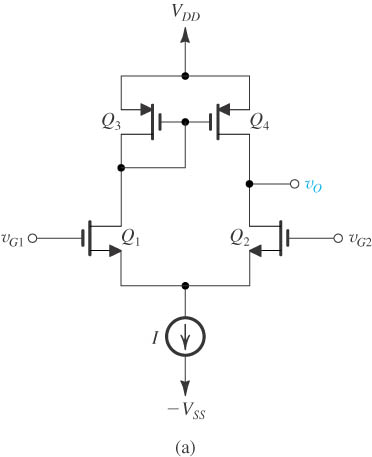 V_DD
Q_3 Q_4
v_O
v_G1 Q_1 Q_2 v_G2
I
−V_SS
(a)